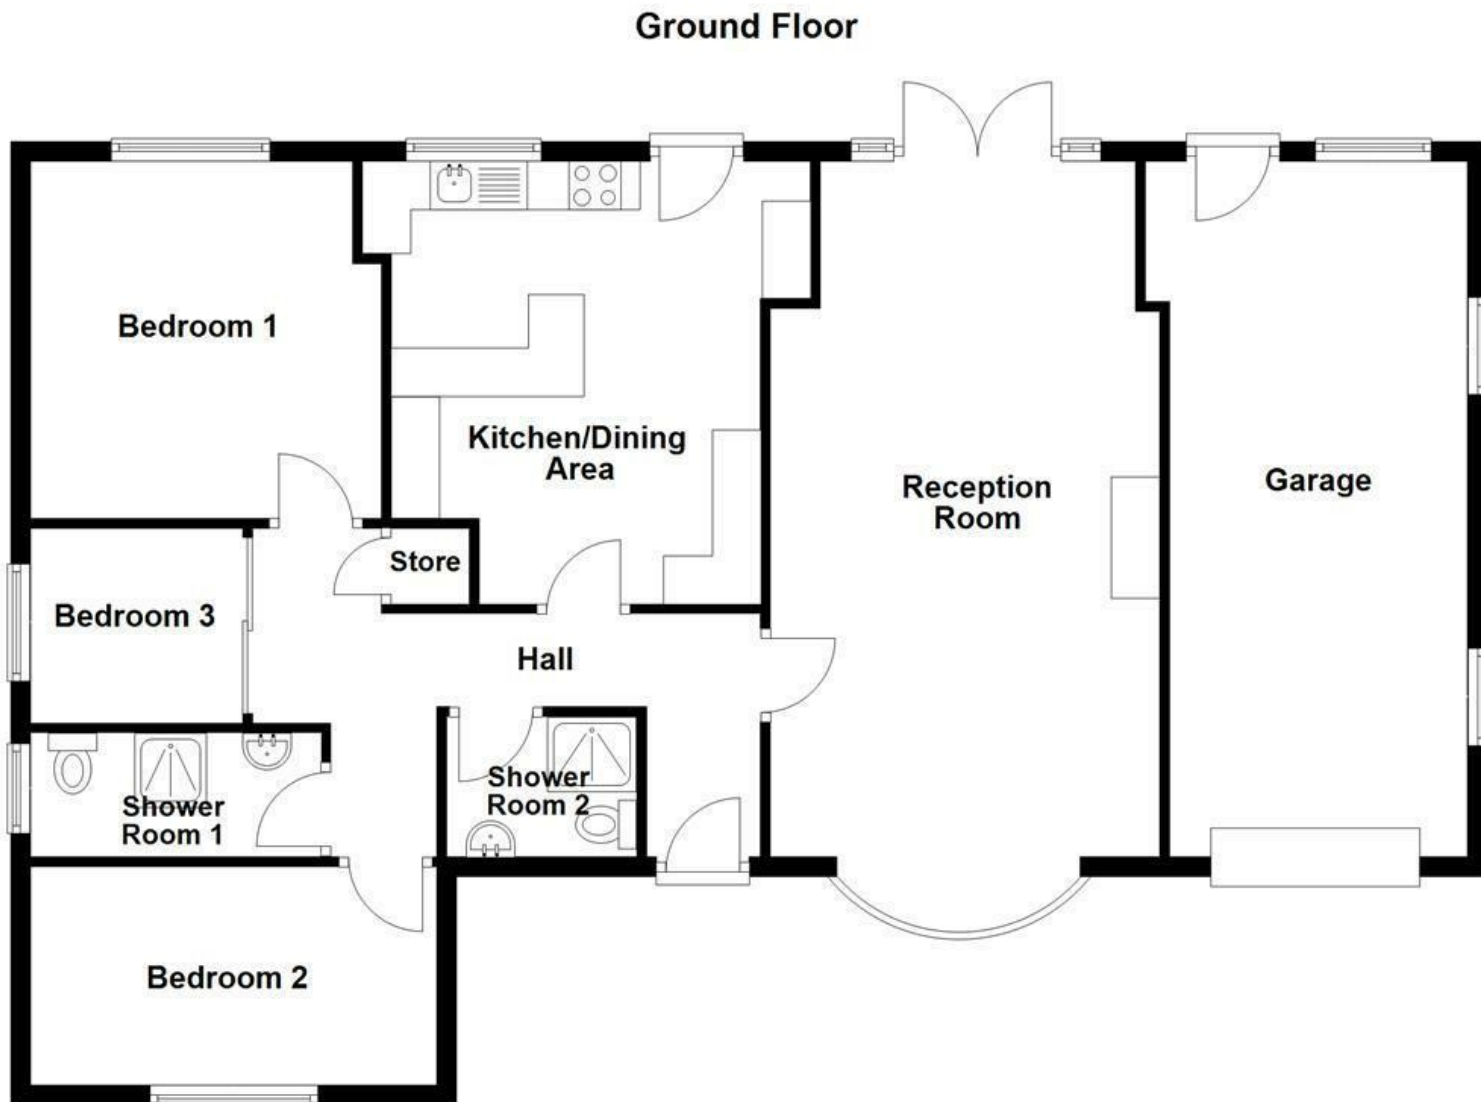 Ground Floor
Bedroom 1
Kitchen/Dining
Area
Reception
Room
Garage
Store
Bedroom 3
Hall
Shower
Room 1
Shower
Room 2
Bedroom 2